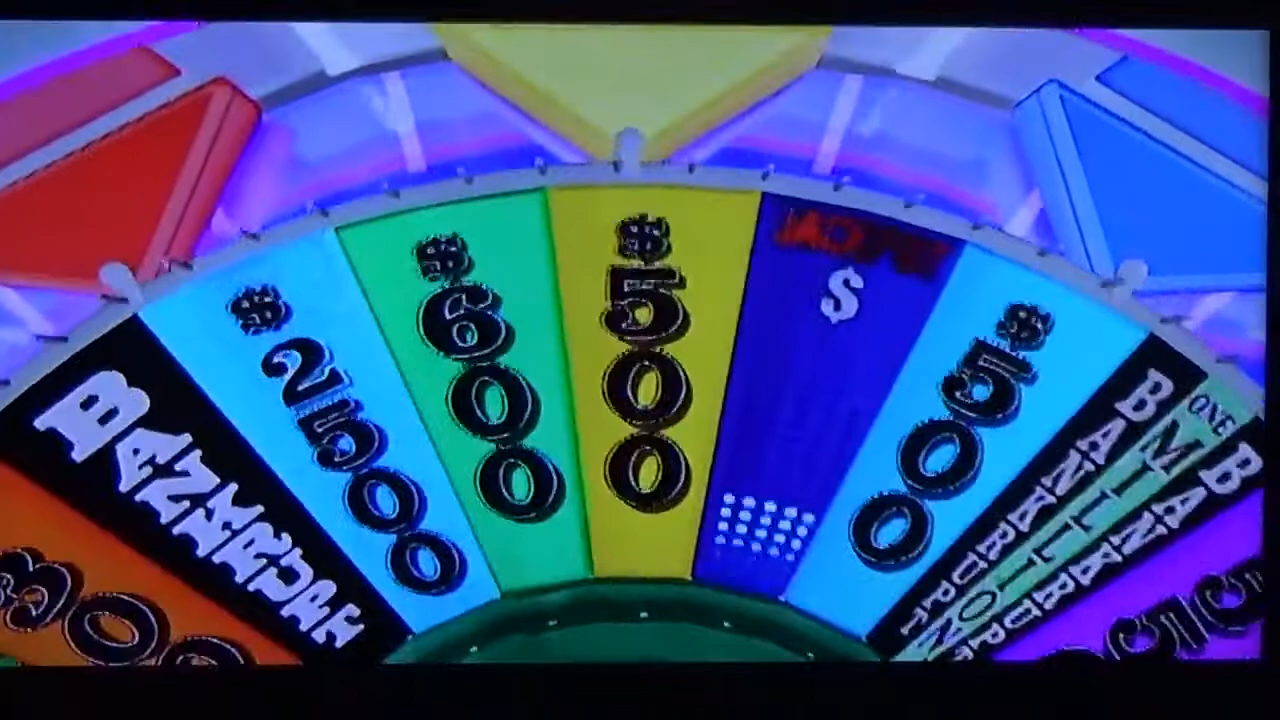 BANKRUPT
$2500
$600
$500
JACKPOT
$
$500
BANKRUPT
ONE
MILLION
BANKRUPT